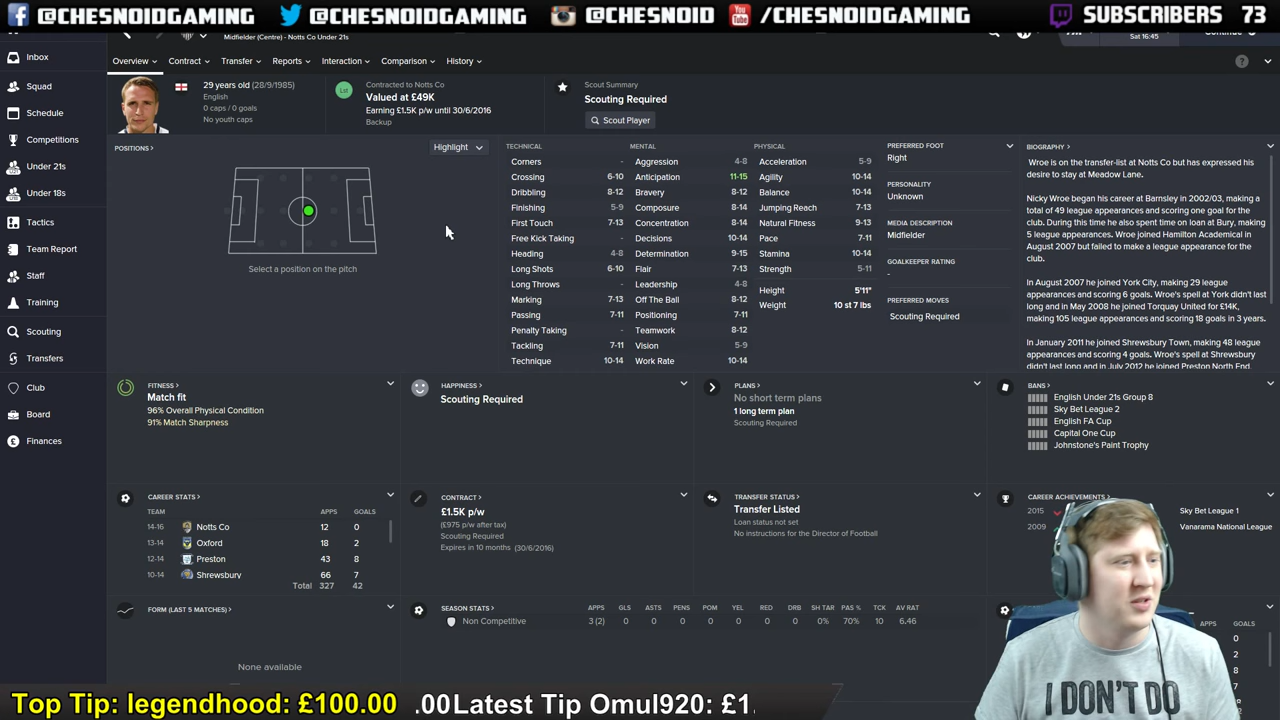 @CHESNOIDGAMING
@CHESNOIDGAMING
@CHESNOID
/CHESNOIDGAMING
SUBSCRIBERS 73
Midfielder (Centre) - Notts Co Under 21s
Sat 16:45
Inbox
Squad
Schedule
Competitions
Under 21s
Under 18s
Tactics
Team Report
Staff
Training
Scouting
Transfers
Club
Board
Finances
Overview
Contract
Transfer
Reports
Interaction
Comparison
History
29 years old (28/9/1985)
English
0 caps / 0 goals
No youth caps
Lst
Contracted to Notts Co
Valued at £49K
Earning £1.5K p/w until 30/6/2016
Backup
Scout Summary
Scouting Required
Scout Player
POSITIONS >
Highlight
Select a position on the pitch
TECHNICAL
Corners -
Crossing 6-10
Dribbling 8-12
Finishing 5-9
First Touch 7-13
Free Kick Taking -
Heading 4-8
Long Shots 6-10
Long Throws -
Marking 7-13
Passing 7-11
Penalty Taking -
Tackling 7-11
Technique 10-14
MENTAL
Aggression 4-8
Anticipation 11-15
Bravery 8-12
Composure 8-14
Concentration 8-14
Decisions 10-14
Determination 9-15
Flair 7-13
Leadership 4-8
Off The Ball 8-12
Positioning 7-11
Teamwork 8-12
Vision 5-9
Work Rate 10-14
PHYSICAL
Acceleration 5-9
Agility 10-14
Balance 10-14
Jumping Reach 7-13
Natural Fitness 9-13
Pace 7-11
Stamina 10-14
Strength 5-11
Height 5'11"
Weight 10 st 7 lbs
PREFERRED FOOT
Right
PERSONALITY
Unknown
MEDIA DESCRIPTION
Midfielder
GOALKEEPER RATING
-
PREFERRED MOVES
Scouting Required
BIOGRAPHY >
Wroe is on the transfer-list at Notts Co but has expressed his
desire to stay at Meadow Lane.
Nicky Wroe began his career at Barnsley in 2002/03, making a
total of 49 league appearances and scoring one goal for the
club. During this time he also spent time on loan at Bury, making
5 league appearances. Wroe joined Hamilton Academical in
August 2007 but failed to make a league appearance for the
club.
In August 2007 he joined York City, making 29 league
appearances and scoring 6 goals. Wroe's spell at York didn't last
long and in May 2008 he joined Torquay United for £14K,
making 105 league appearances and scoring 18 goals in 3 years.
In January 2011 he joined Shrewsbury Town, making 48 league
appearances and scoring 4 goals. Wroe's spell at Shrewsbury
didn't last long and in July 2012 he joined Preston North End,
FITNESS >
Match fit
96% Overall Physical Condition
91% Match Sharpness
HAPPINESS >
Scouting Required
PLANS >
No short term plans
1 long term plan
Scouting Required
BANS >
English Under 21s Group 8
Sky Bet League 2
English FA Cup
Capital One Cup
Johnstone's Paint Trophy
CAREER STATS >
TEAM APPS GOALS
14-16 Notts Co 12 0
13-14 Oxford 18 2
12-14 Preston 43 8
10-14 Shrewsbury 66 7
Total 327 42
CONTRACT >
£1.5K p/w
(£975 p/w after tax)
Scouting Required
Expires in 10 months (30/6/2016)
TRANSFER STATUS >
Transfer Listed
Loan status not set
No instructions for the Director of Football
CAREER ACHIEVEMENTS >
2015 Sky Bet League 1
2009 Vanarama National League
FORM (LAST 5 MATCHES) >
None available
SEASON STATS > APPS GLS ASTS PENS POM YEL RED DRB SH TAR PAS % TCK AV RAT
Non Competitive 3 (2) 0 0 0 0 0 0 0 0% 70% 10 6.46
APPS GOALS
0
2
8
I DON'T DO
Top Tip: legendhood: £100.00
.00Latest Tip Omul920: £1.